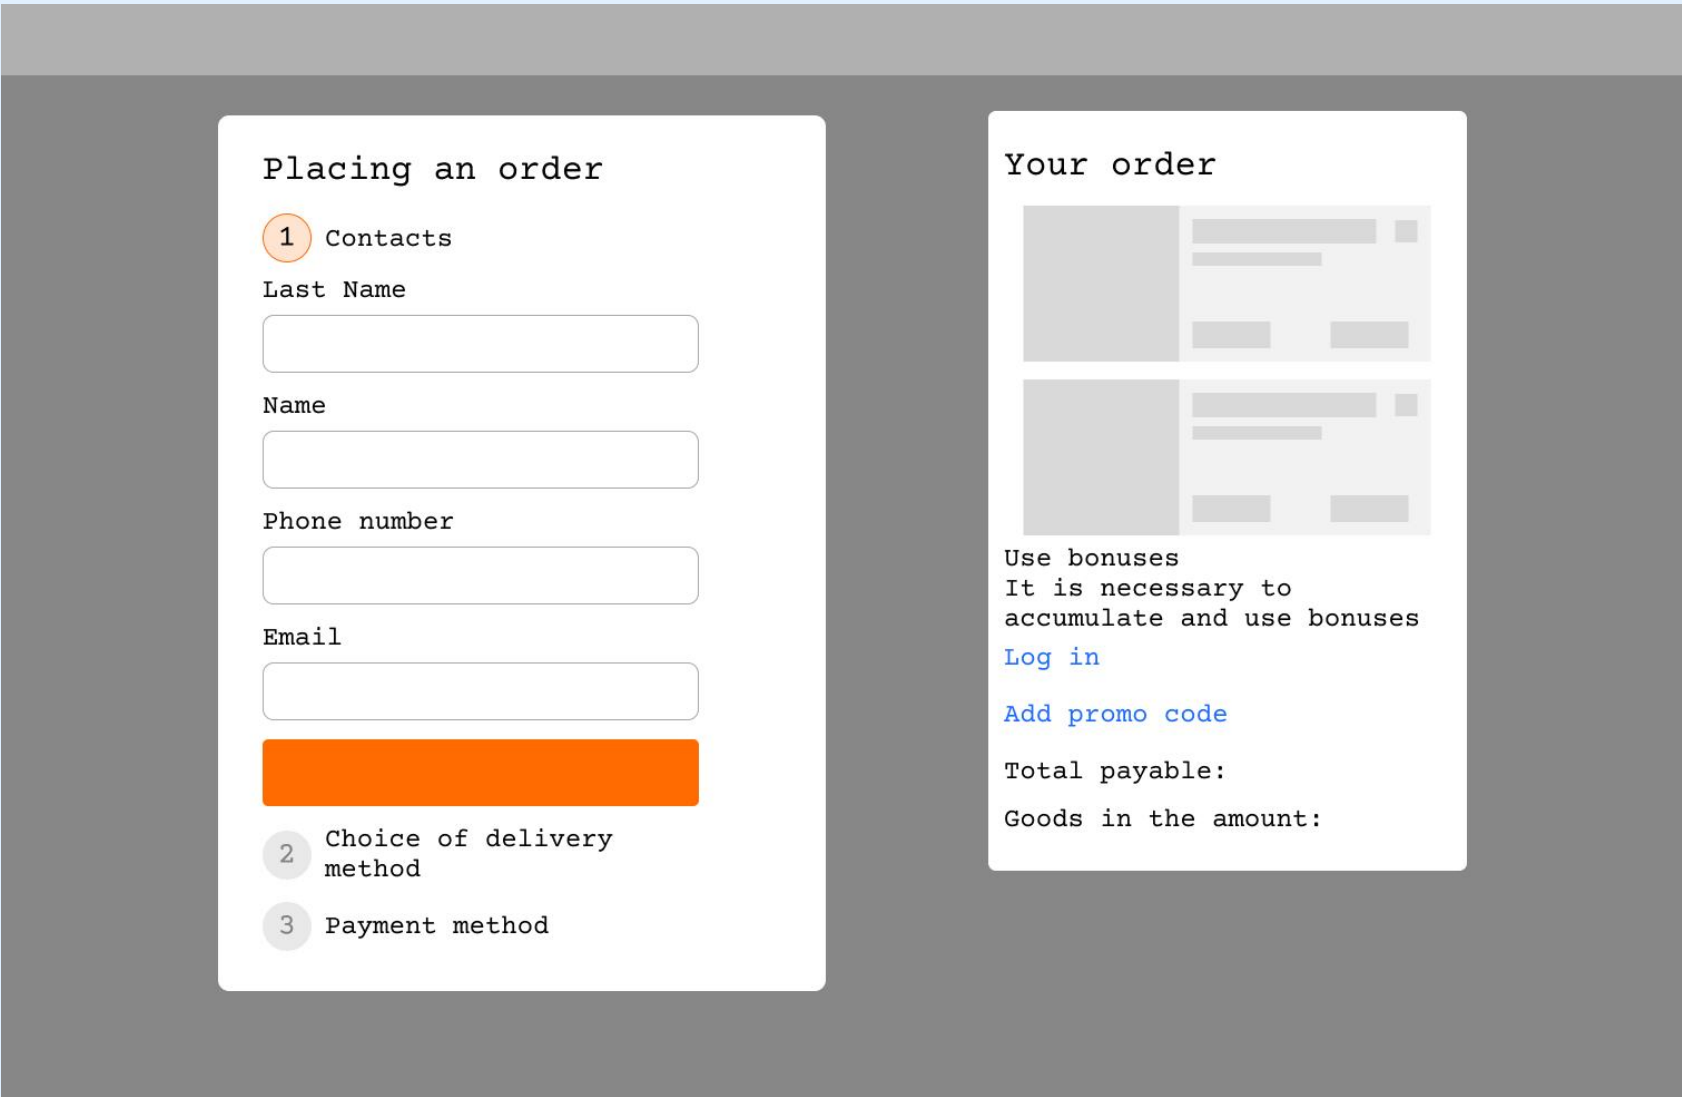 Placing an order
1 Contacts
Last Name
Name
Phone number
Email
2 Choice of delivery
method
3 Payment method
Your order
Use bonuses
It is necessary to
accumulate and use bonuses
Log in
Add promo code
Total payable:
Goods in the amount: